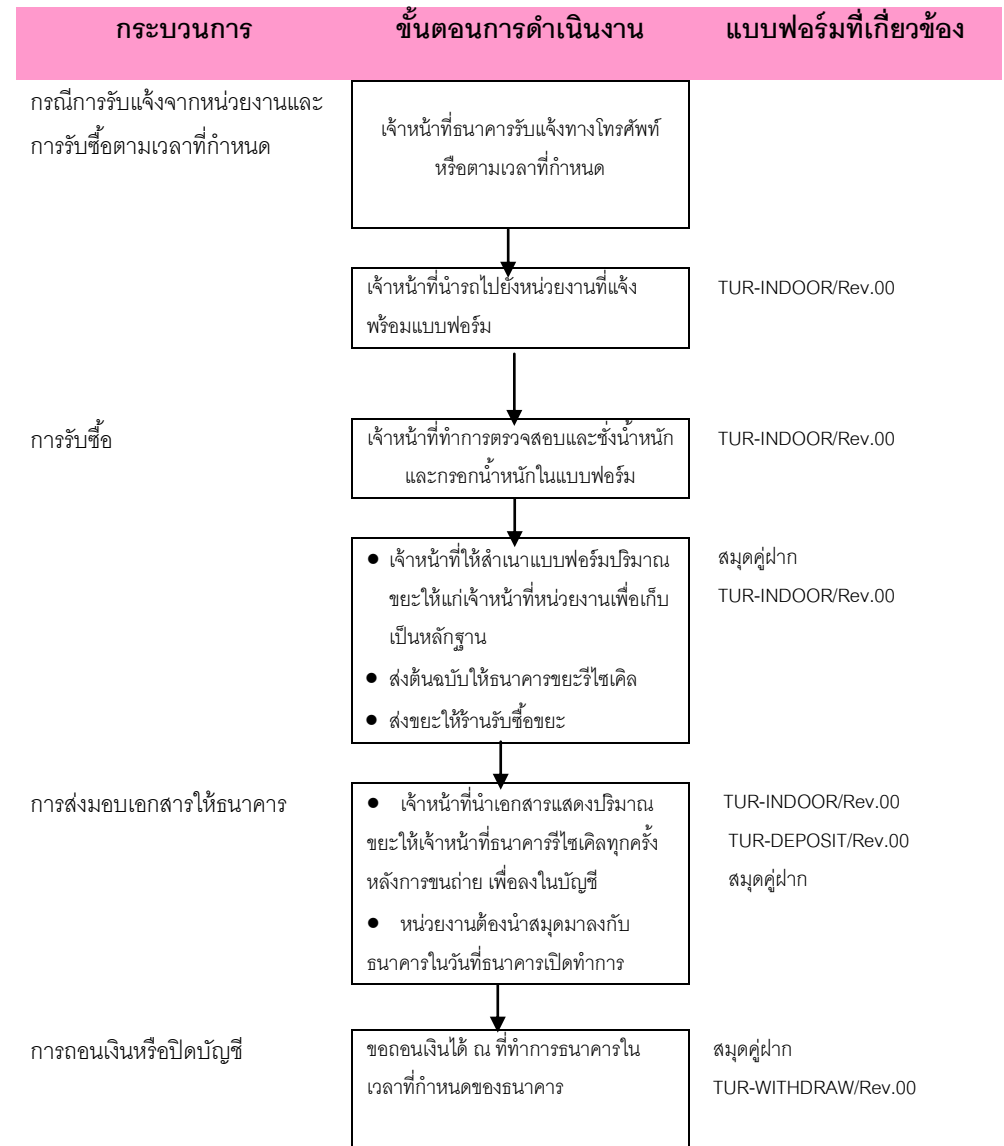 กระบวนการ ขั้นตอนการดำเนินงาน แบบฟอร์มที่เกี่ยวข้อง
กรณีการรับแจ้งจากหน่วยงานและ
การรับซื้อตามเวลาที่กำหนด
เจ้าหน้าที่ธนาคารรับแจ้งทางโทรศัพท์
หรือตามเวลาที่กำหนด
เจ้าหน้าที่นำรถไปยังหน่วยงานที่แจ้ง
พร้อมแบบฟอร์ม
TUR-INDOOR/Rev.00
การรับซื้อ
เจ้าหน้าที่ทำการตรวจสอบและชั่งน้ำหนัก
และกรอกน้ำหนักในแบบฟอร์ม
TUR-INDOOR/Rev.00
● เจ้าหน้าที่ให้สำเนาแบบฟอร์มปริมาณ
ขยะให้แก่เจ้าหน้าที่หน่วยงานเพื่อเก็บ
เป็นหลักฐาน
● ส่งต้นฉบับให้ธนาคารขยะรีไซเคิล
● ส่งขยะให้ร้านรับซื้อขยะ
สมุดคู่ฝาก
TUR-INDOOR/Rev.00
การส่งมอบเอกสารให้ธนาคาร
● เจ้าหน้าที่นำเอกสารแสดงปริมาณ
ขยะให้เจ้าหน้าที่ธนาคารรีไซเคิลทุกครั้ง
หลังการขนถ่าย เพื่อลงในบัญชี
● หน่วยงานต้องนำสมุดมาลงกับ
ธนาคารในวันที่ธนาคารเปิดทำการ
TUR-INDOOR/Rev.00
TUR-DEPOSIT/Rev.00
สมุดคู่ฝาก
การถอนเงินหรือปิดบัญชี
ขอถอนเงินได้ ณ ที่ทำการธนาคารใน
เวลาที่กำหนดของธนาคาร
สมุดคู่ฝาก
TUR-WITHDRAW/Rev.00